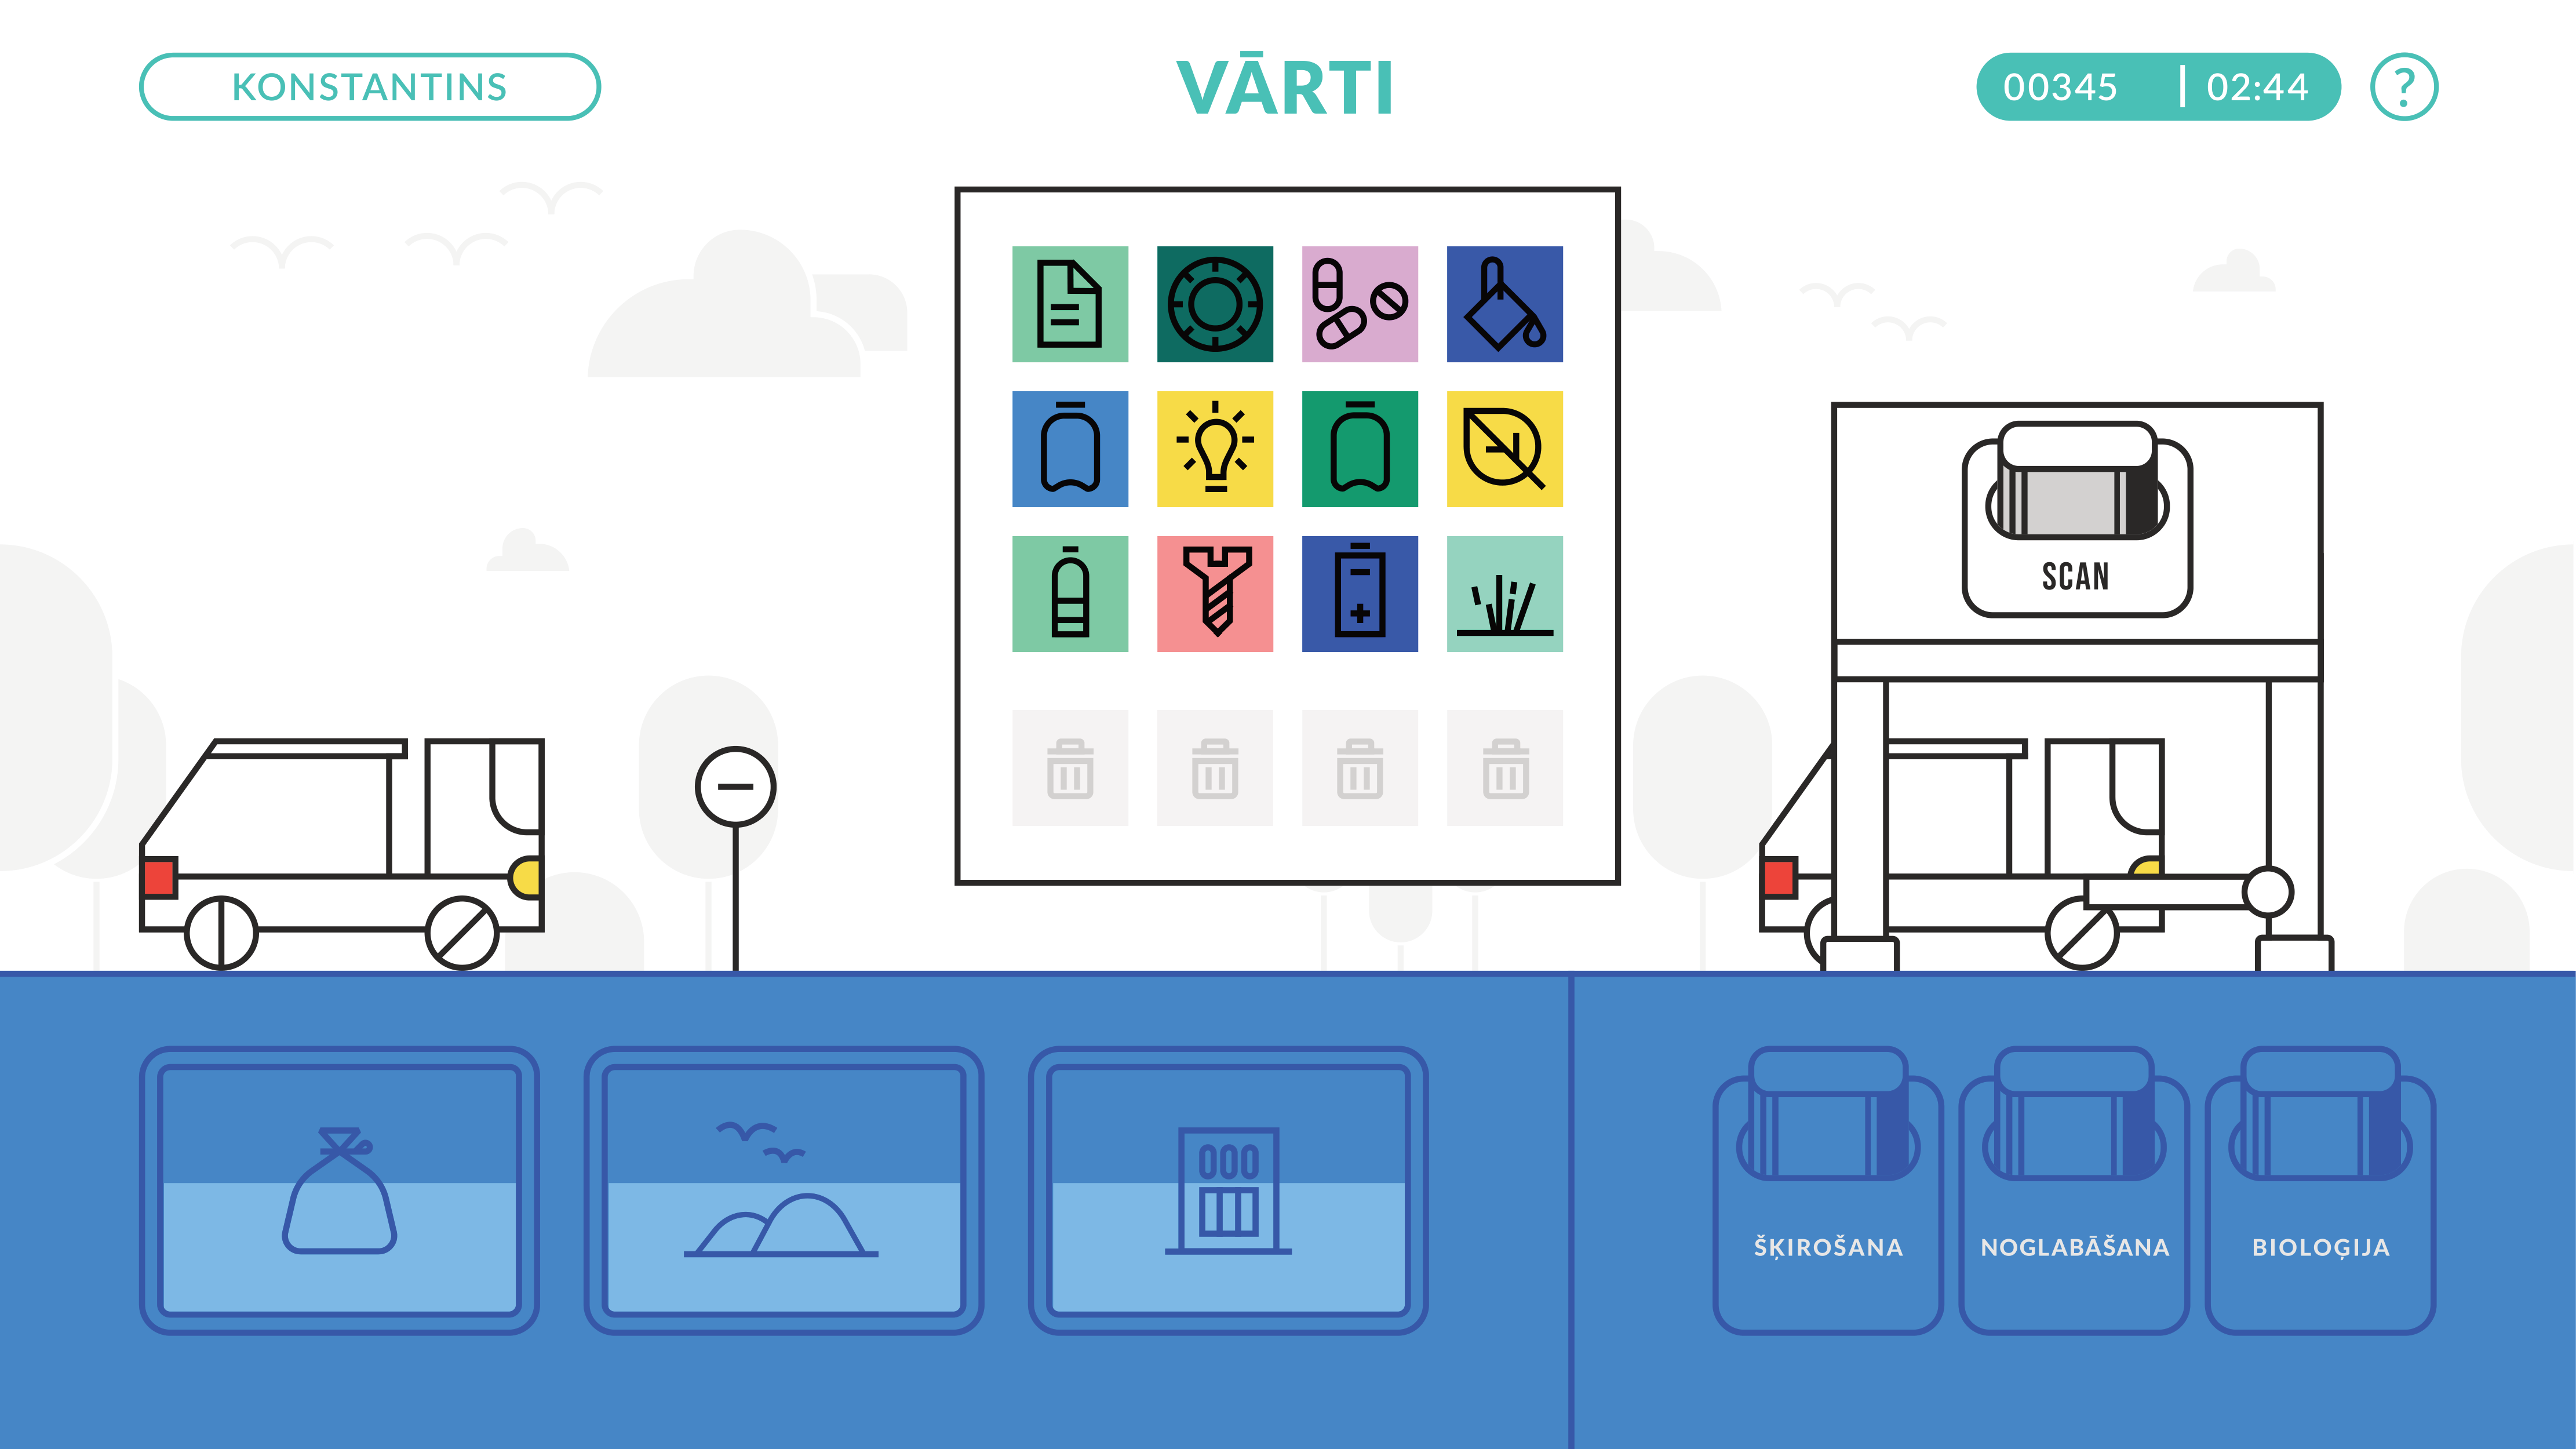 KONSTANTINS
VĀRTI
00345 | 02:44
?
SCAN
ŠĶIROŠANA
NOGLABĀŠANA
BIOLOĢIJA